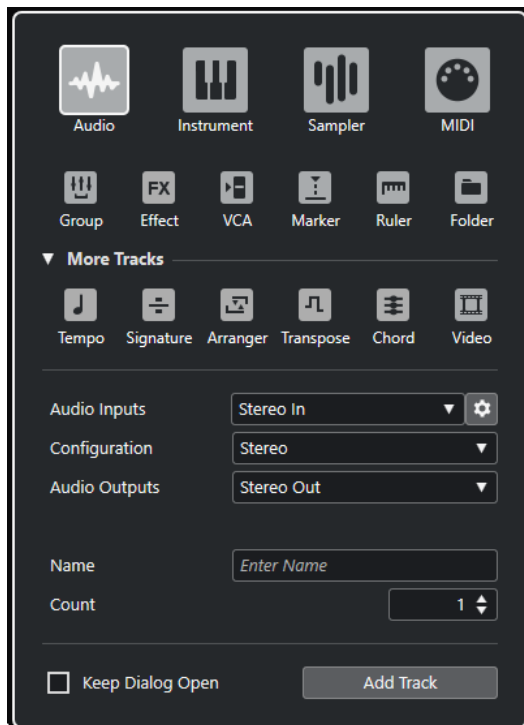 Audio Instrument Sampler MIDI
FX
Group Effect VCA Marker Ruler Folder
▼ More Tracks
Tempo Signature Arranger Transpose Chord Video
Audio Inputs Stereo In
Configuration Stereo
Audio Outputs Stereo Out
Name Enter Name
Count 1
Keep Dialog Open Add Track